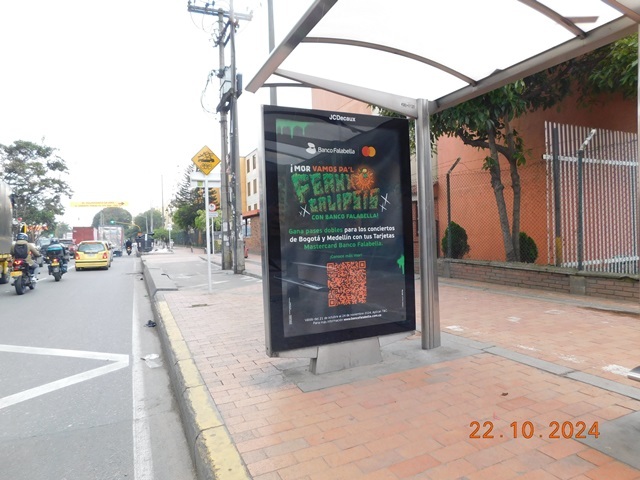 JCDecaux
Banco Falabella
¡MOR VAMOS PA'L
FERXXO
CALIPSIS
CON BANCO FALABELLA!
Gana pases dobles para los conciertos
de Bogotá y Medellín con tus Tarjetas
Mastercard Banco Falabella.
22.10.2024